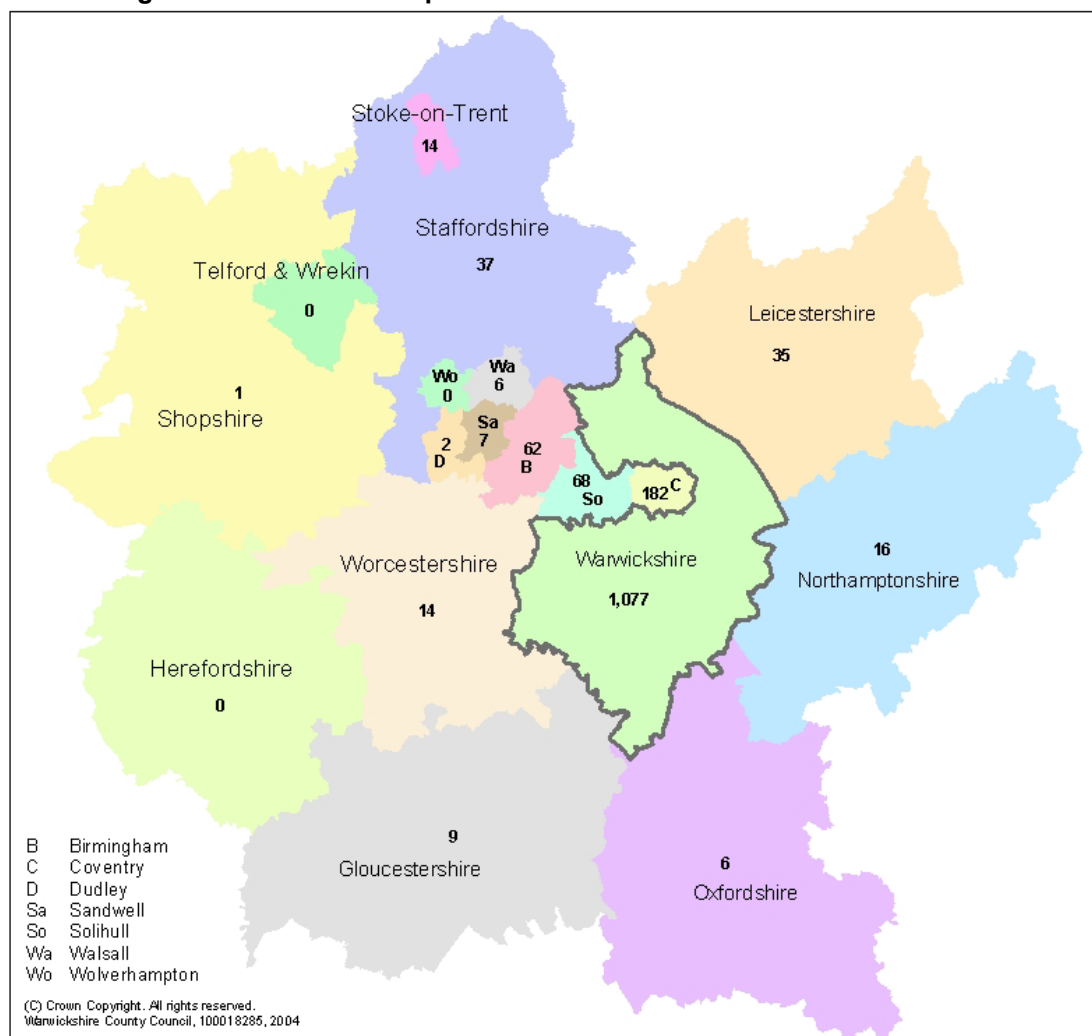 Stoke-on-Trent
14
Staffordshire
37
Telford & Wrekin
0
Leicestershire
35
Wo
0
Wa
6
1
Shopshire
Sa
7
2
D
62
B
68
So
182 C
Worcestershire
14
Warwickshire
1,077
16
Northamptonshire
Herefordshire
0
9
Gloucestershire
6
Oxfordshire
B Birmingham
C Coventry
D Dudley
Sa Sandwell
So Solihull
Wa Walsall
Wo Wolverhampton
(C) Crown Copyright. All rights reserved.
Warwickshire County Council, 100018285, 2004